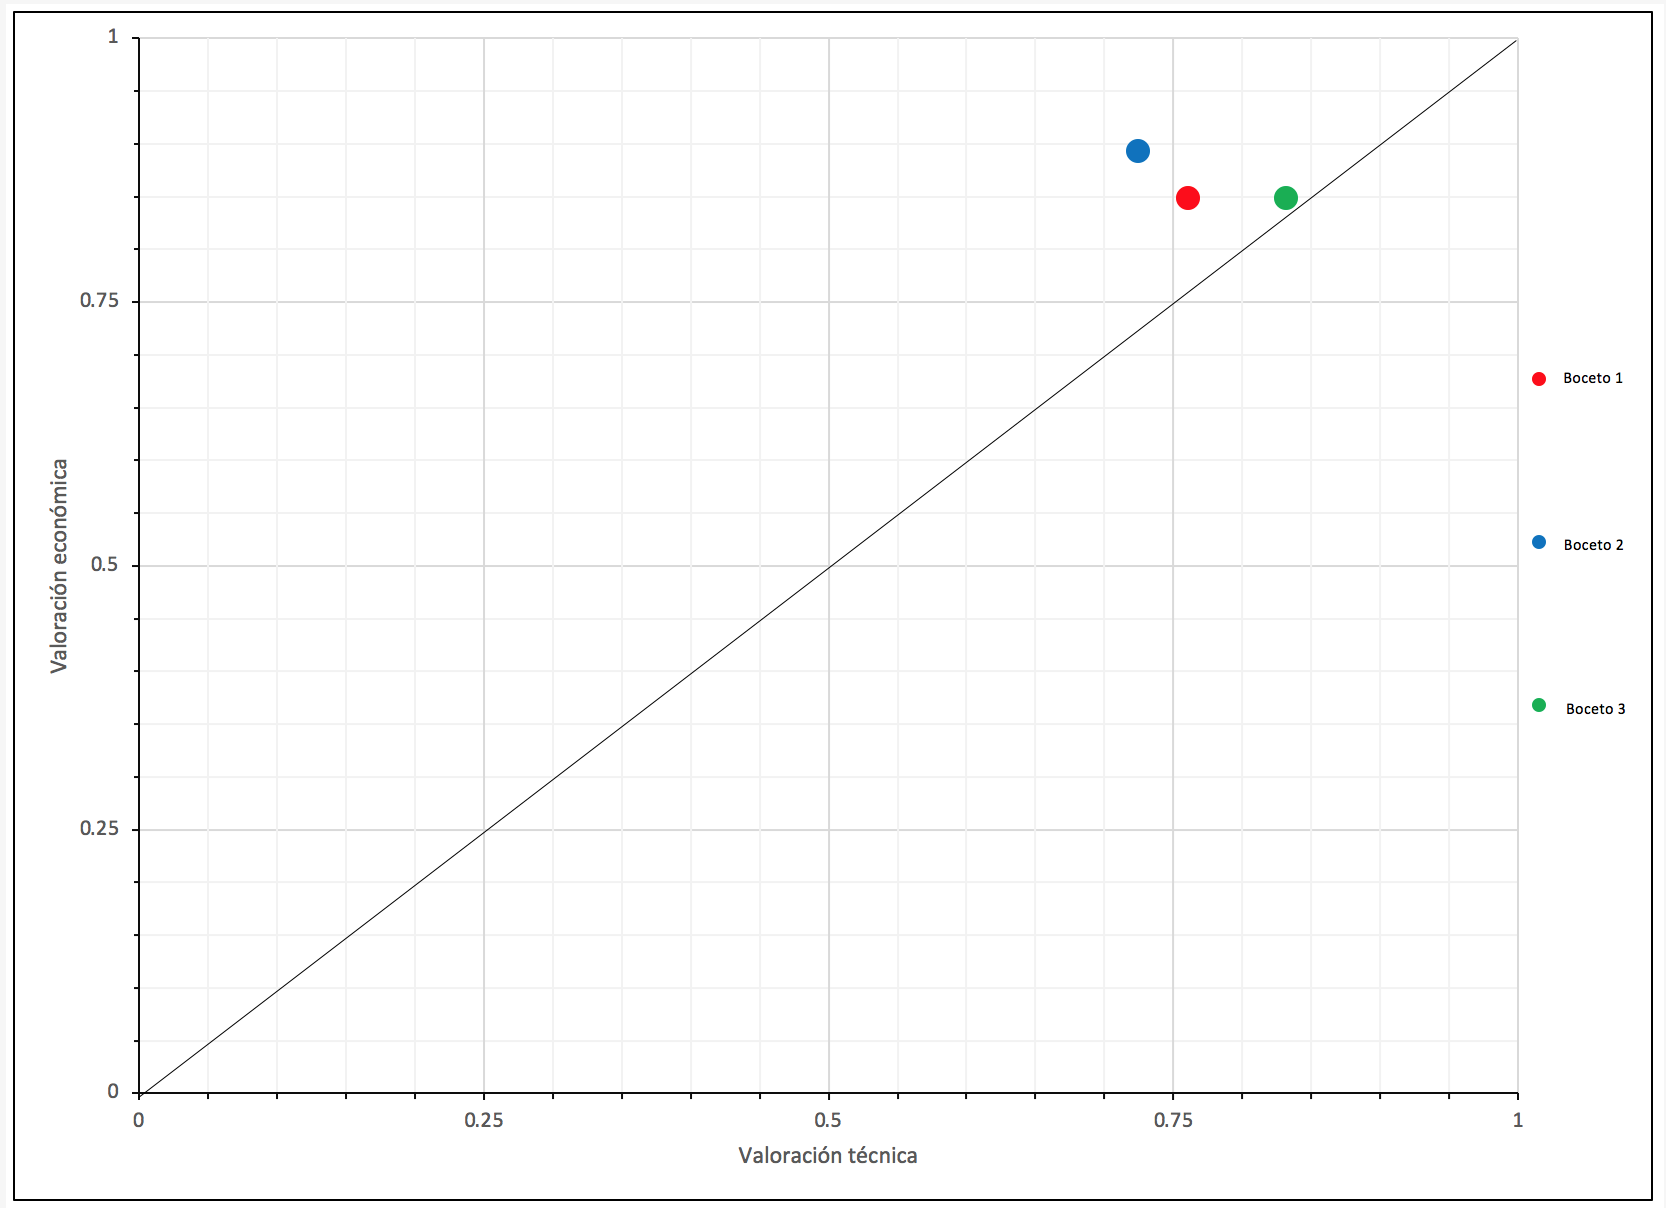 1
0.75
0.5
0.25
0
0
0.25
0.5
0.75
1
Valoración económica
Valoración técnica
Boceto 1
Boceto 2
Boceto 3